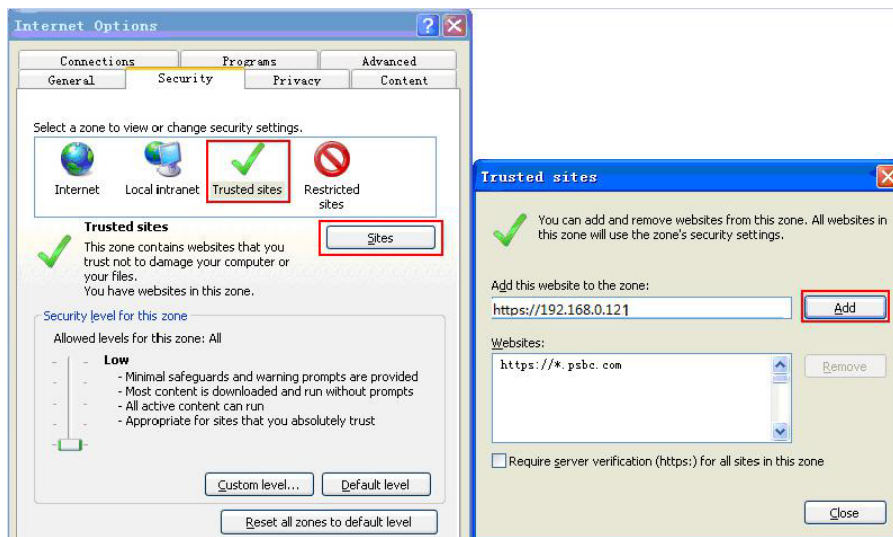 Internet Options
Connections Programs Advanced
General Security Privacy Content
Select a zone to view or change security settings.
Internet Local intranet Trusted sites Restricted
sites
Trusted sites
Sites
This zone contains websites that you
trust not to damage your computer or
your files.
You have websites in this zone.
Security level for this zone
Allowed levels for this zone: All
Low
- Minimal safeguards and warning prompts are provided
- Most content is downloaded and run without prompts
- All active content can run
- Appropriate for sites that you absolutely trust
Custom level... Default level
Reset all zones to default level
Trusted sites
You can add and remove websites from this zone. All websites in
this zone will use the zone's security settings.
Add this website to the zone:
https://192.168.0.121
Add
Websites:
https://*.psbc.com
Remove
Require server verification (https:) for all sites in this zone
Close